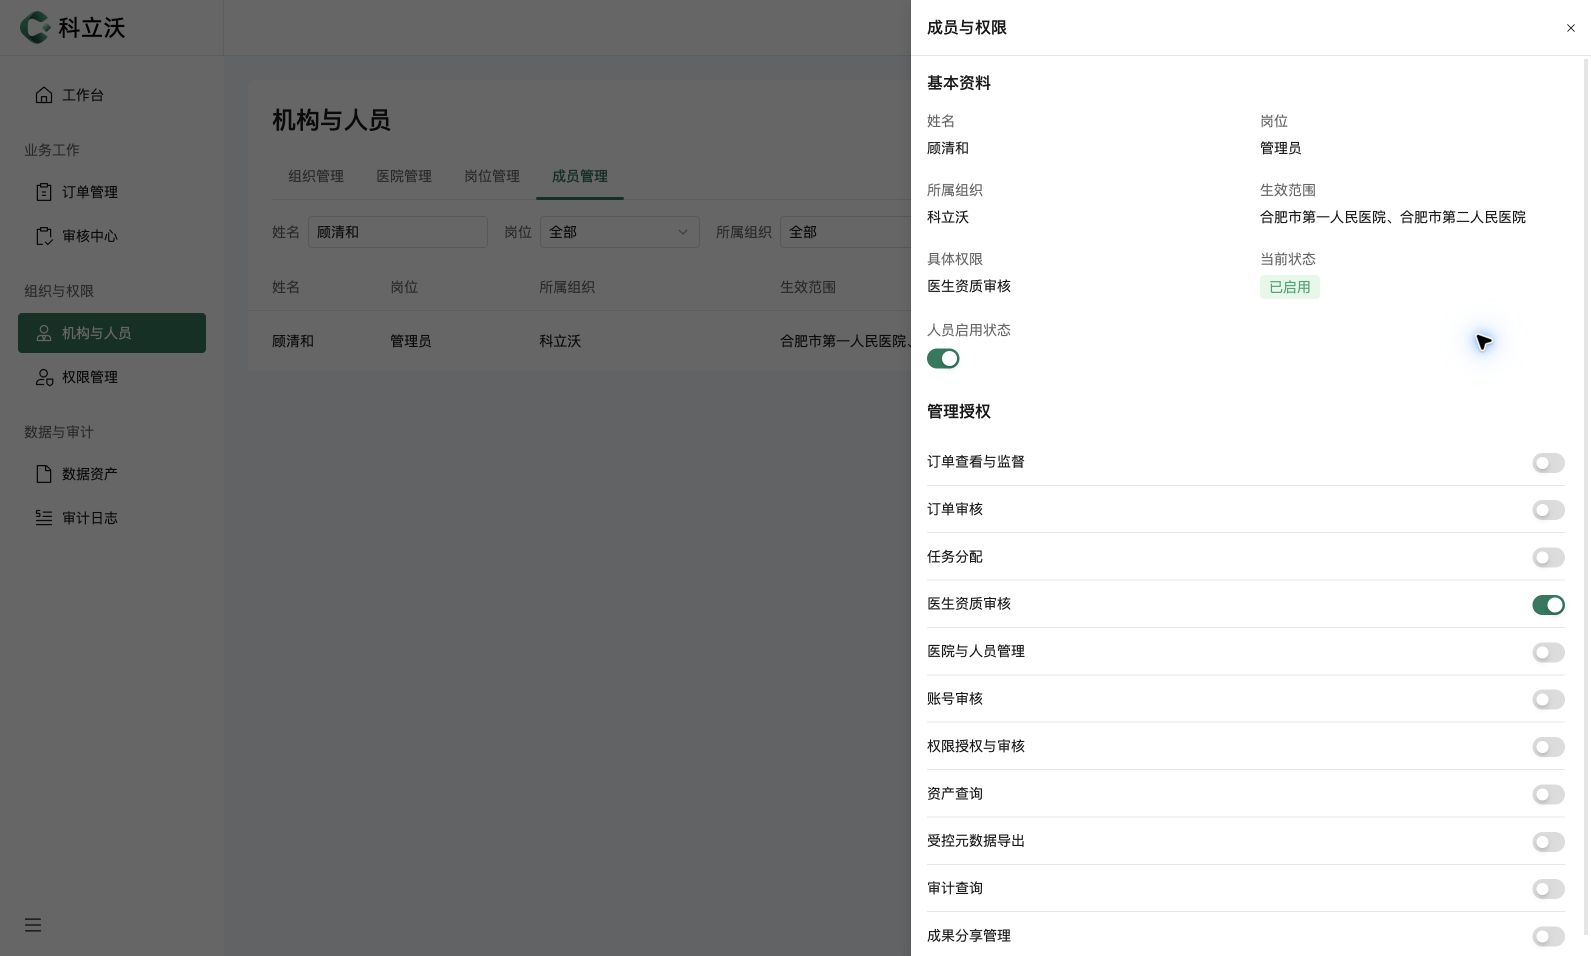 科立沃
工作台
业务工作
订单管理
审核中心
组织与权限
机构与人员
权限管理
数据与审计
数据资产
审计日志
机构与人员
组织管理 医院管理 岗位管理 成员管理
姓名 顾清和 岗位 全部 所属组织 全部
姓名 岗位 所属组织 生效范围
顾清和 管理员 科立沃 合肥市第一人民医院、
成员与权限
基本资料
姓名 岗位
顾清和 管理员
所属组织 生效范围
科立沃 合肥市第一人民医院、合肥市第二人民医院
具体权限 当前状态
医生资质审核 已启用
人员启用状态
管理授权
订单查看与监督
订单审核
任务分配
医生资质审核
医院与人员管理
账号审核
权限授权与审核
资产查询
受控元数据导出
审计查询
成果分享管理